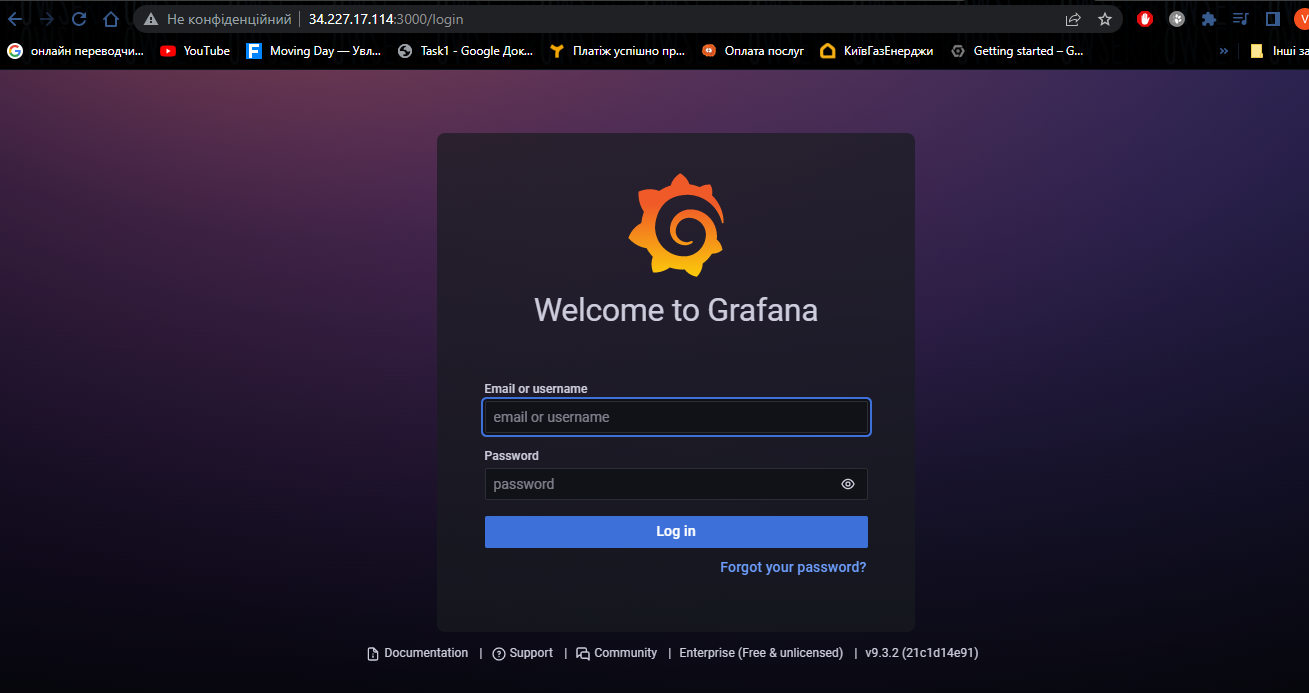 Не конфіденційний 34.227.17.114:3000/login
онлайн переводчи... YouTube Moving Day — Увл... Task1 - Google Док... Платіж успішно пр... Оплата послуг КиївГазЕнерджи Getting started – G... » Інші за
Welcome to Grafana
Email or username
email or username
Password
password
Log in
Forgot your password?
Documentation | Support | Community | Enterprise (Free & unlicensed) | v9.3.2 (21c1d14e91)